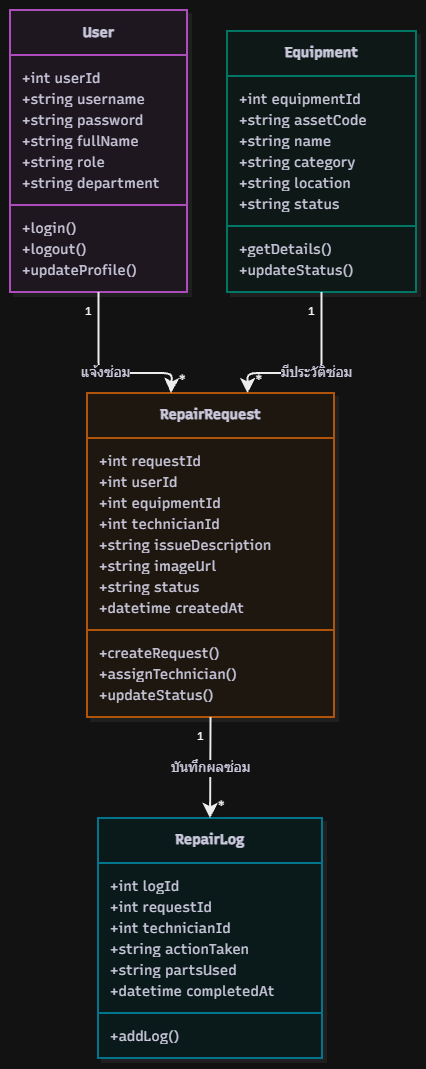 User
+int userId
+string username
+string password
+string fullName
+string role
+string department
+login()
+logout()
+updateProfile()
Equipment
+int equipmentId
+string assetCode
+string name
+string category
+string location
+string status
+getDetails()
+updateStatus()
1
แจ้งซ่อม
*
1
มีประวัติซ่อม
*
RepairRequest
+int requestId
+int userId
+int equipmentId
+int technicianId
+string issueDescription
+string imageUrl
+string status
+datetime createdAt
+createRequest()
+assignTechnician()
+updateStatus()
1
บันทึกผลซ่อม
*
RepairLog
+int logId
+int requestId
+int technicianId
+string actionTaken
+string partsUsed
+datetime completedAt
+addLog()